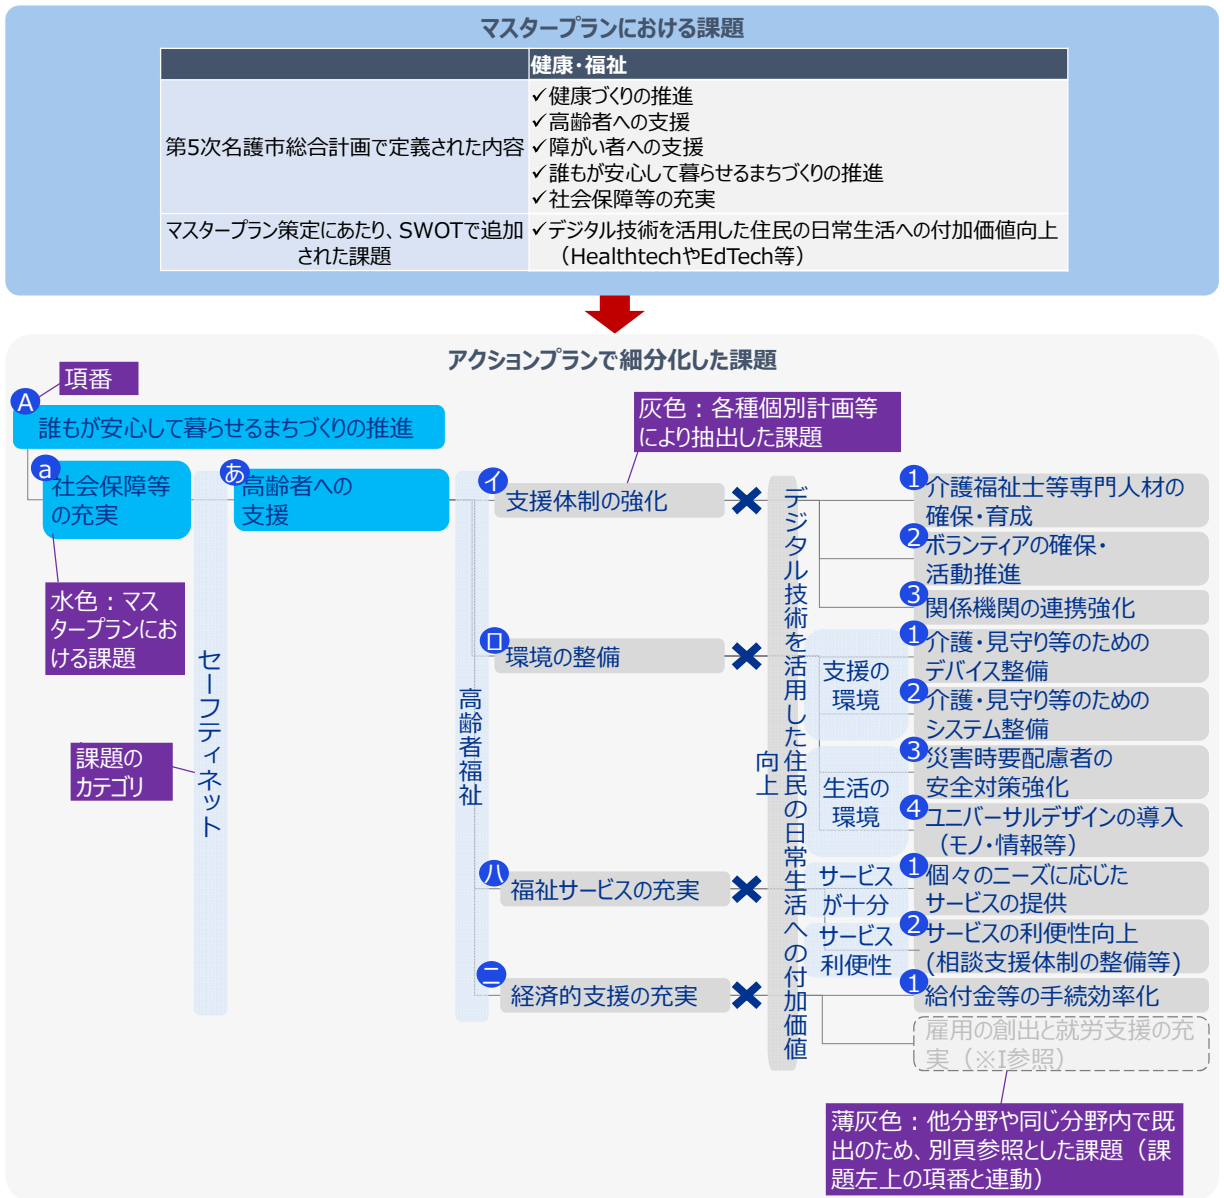 マスタープランにおける課題
健康・福祉
第5次名護市総合計画で定義された内容
✓健康づくりの推進
✓高齢者への支援
✓障がい者への支援
✓誰もが安心して暮らせるまちづくりの推進
✓社会保障等の充実
マスタープラン策定にあたり、SWOTで追加
された課題
✓デジタル技術を活用した住民の日常生活への付加価値向上
（HealthtechやEdTech等）
アクションプランで細分化した課題
項番
A
誰もが安心して暮らせるまちづくりの推進
a
社会保障等
の充実
水色：マス
タープランにお
ける課題
セーフティネット
課題の
カテゴリ
あ
高齢者への
支援
高齢者福祉
灰色：各種個別計画等
により抽出した課題
イ
支援体制の強化
ロ
環境の整備
ハ
福祉サービスの充実
ニ
経済的支援の充実
デジタル技術を活用した住民の日常生活への付加価値
向上
1
介護福祉士等専門人材の
確保・育成
2
ボランティアの確保・
活動推進
3
関係機関の連携強化
支援の
環境
1
介護・見守り等のための
デバイス整備
2
介護・見守り等のための
システム整備
生活の
環境
3
災害時要配慮者の
安全対策強化
4
ユニバーサルデザインの導入
（モノ・情報等）
サービス
が十分
1
個々のニーズに応じた
サービスの提供
サービス
利便性
2
サービスの利便性向上
(相談支援体制の整備等)
1
給付金等の手続効率化
雇用の創出と就労支援の充
実（※I参照）
薄灰色：他分野や同じ分野内で既
出のため、別頁参照とした課題（課
題左上の項番と連動）